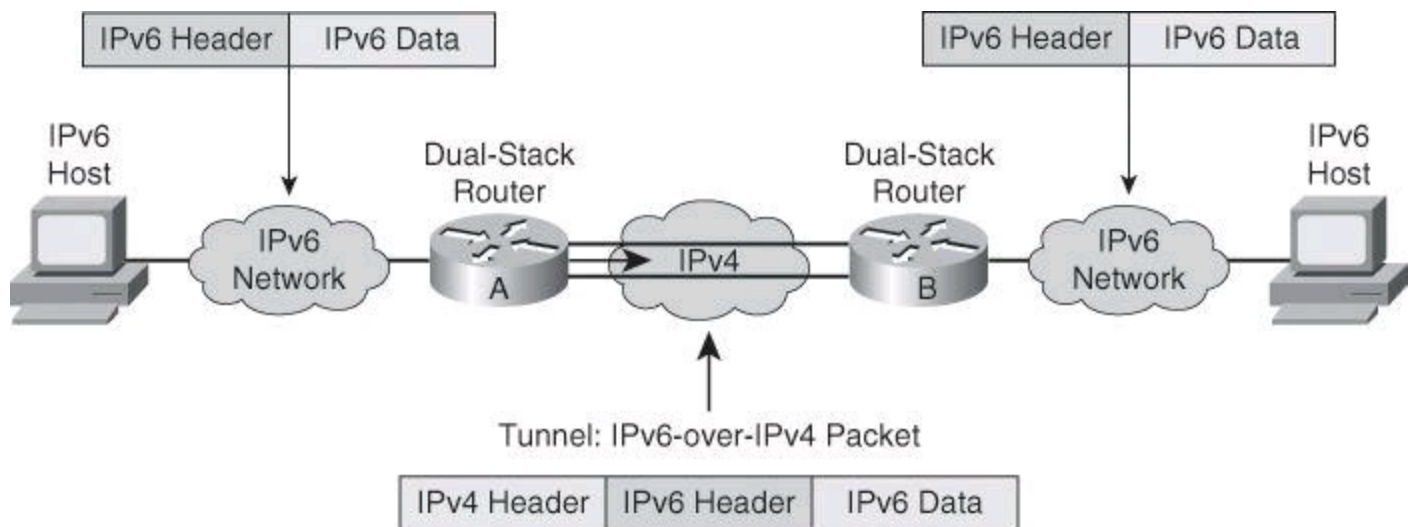 IPv6 Header IPv6 Data
IPv6 Header IPv6 Data
IPv6
Host
Dual-Stack
Router
Dual-Stack
Router
IPv6
Host
IPv6
Network
A
IPv4
B
IPv6
Network
Tunnel: IPv6-over-IPv4 Packet
IPv4 Header IPv6 Header IPv6 Data